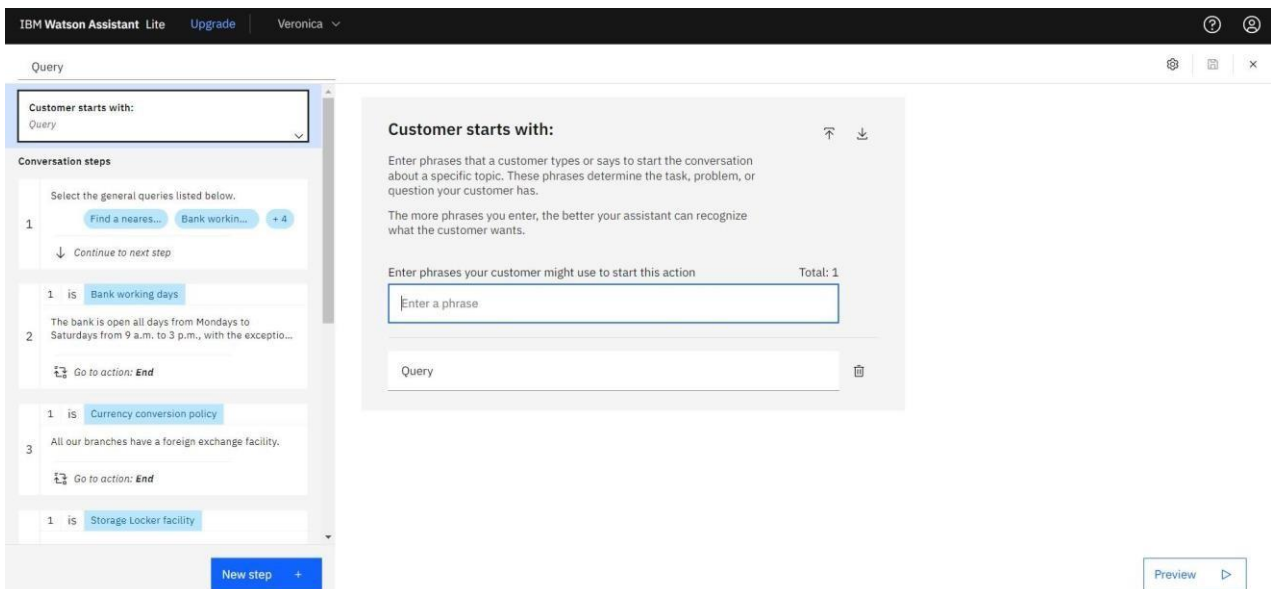 IBM Watson Assistant Lite Upgrade Veronica
Query
Customer starts with:
Query
Conversation steps
1
Select the general queries listed below.
Find a neares... Bank workin... + 4
Continue to next step
2
1 is Bank working days
The bank is open all days from Mondays to
Saturdays from 9 a.m. to 3 p.m., with the exceptio...
Go to action: End
3
1 is Currency conversion policy
All our branches have a foreign exchange facility.
Go to action: End
1 is Storage Locker facility
New step +
Customer starts with:
Enter phrases that a customer types or says to start the conversation
about a specific topic. These phrases determine the task, problem, or
question your customer has.
The more phrases you enter, the better your assistant can recognize
what the customer wants.
Enter phrases your customer might use to start this action Total: 1
Enter a phrase
Query
Preview